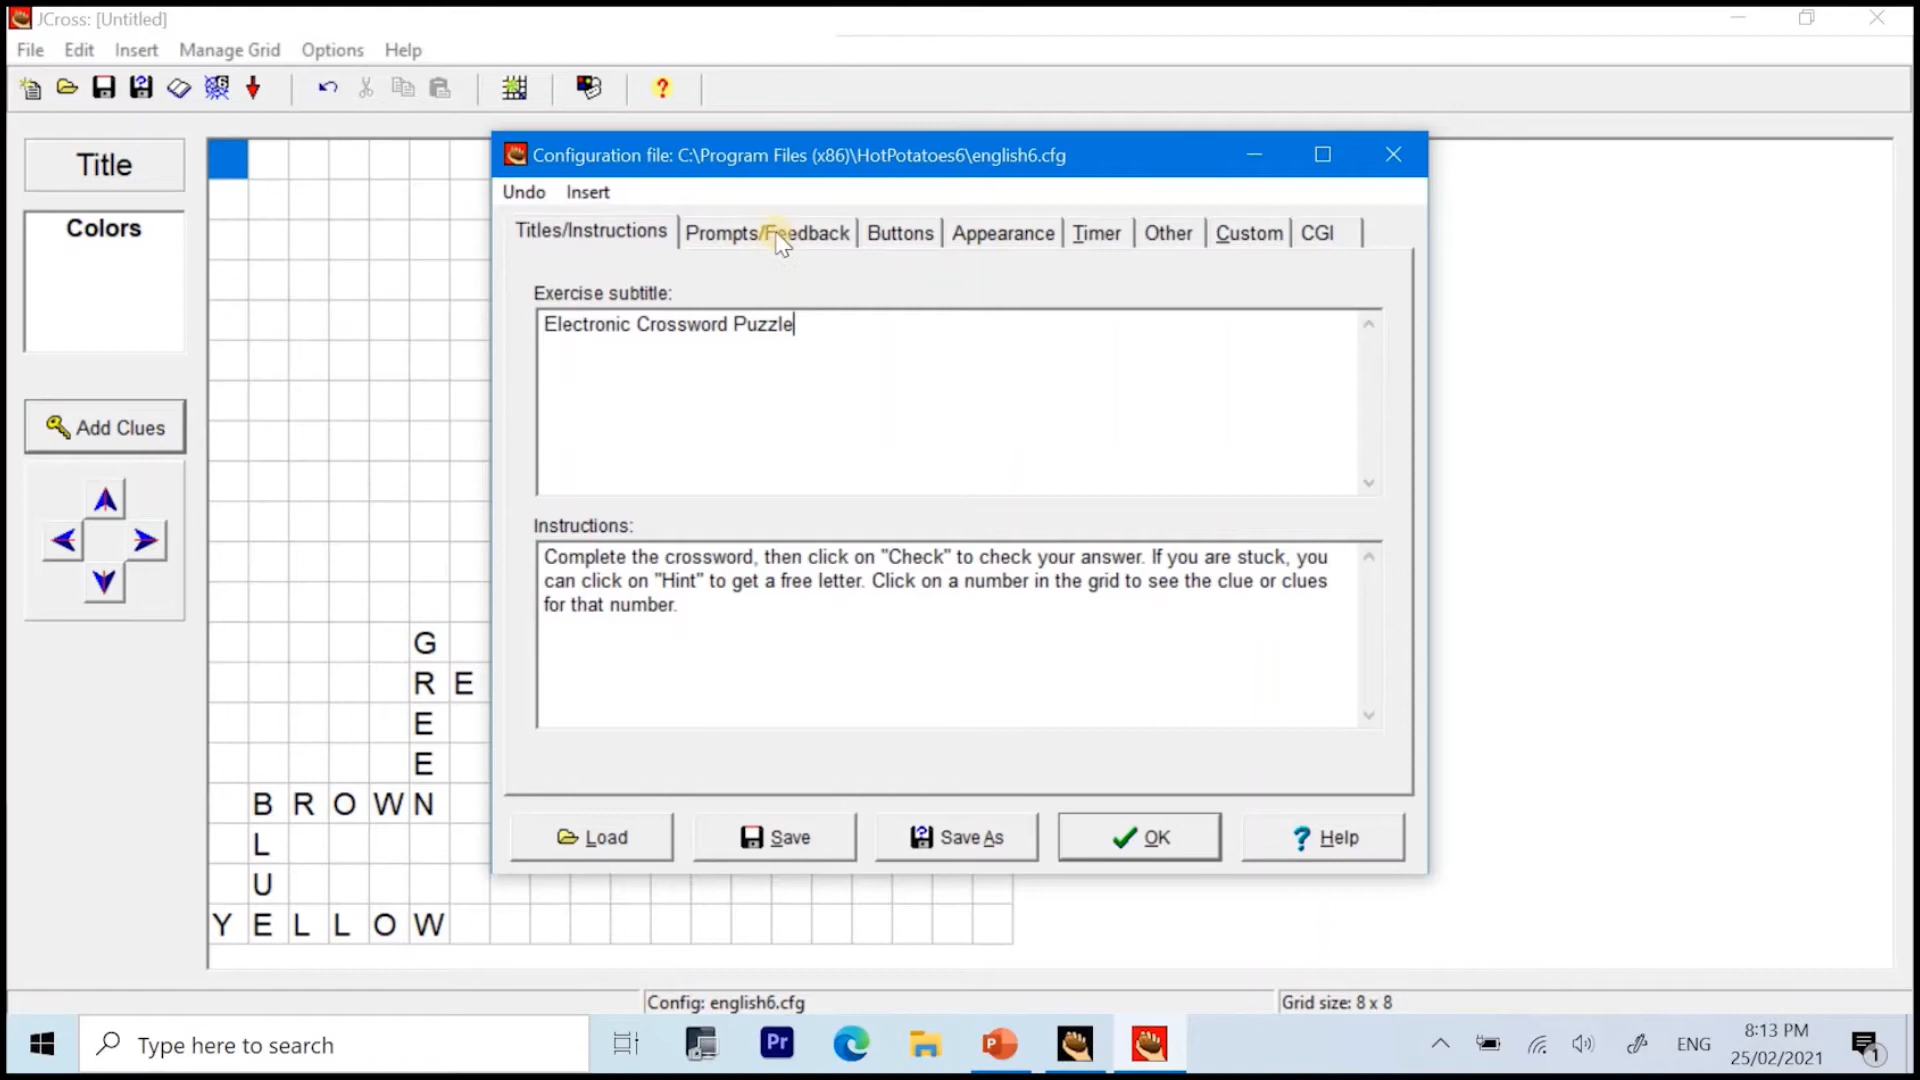 JCross: [Untitled]
File Edit Insert Manage Grid Options Help
Title
Colors
Add Clues
Configuration file: C:\Program Files (x86)\HotPotatoes6\english6.cfg
Undo Insert
Titles/Instructions Prompts/Feedback Buttons Appearance Timer Other Custom CGI
Exercise subtitle:
Electronic Crossword Puzzle
Instructions:
Complete the crossword, then click on "Check" to check your answer. If you are stuck, you
can click on "Hint" to get a free letter. Click on a number in the grid to see the clue or clues
for that number.
Load Save Save As OK Help
G
R E
E
E
B R O W N
L
U
Y E L L O W
Config: english6.cfg Grid size: 8 x 8
Type here to search
Pr
P
ENG
8:13 PM
25/02/2021
1